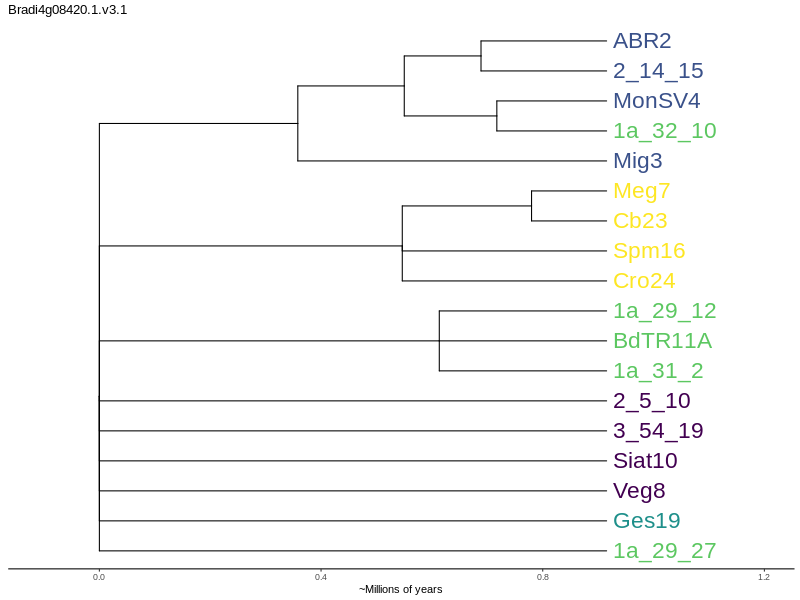 Bradi4g08420.1.v3.1
ABR2
2_14_15
MonSV4
1a_32_10
Mig3
Meg7
Cb23
Spm16
Cro24
1a_29_12
BdTR11A
1a_31_2
2_5_10
3_54_19
Siat10
Veg8
Ges19
1a_29_27
0.0 0.4 0.8 1.2
~Millions of years